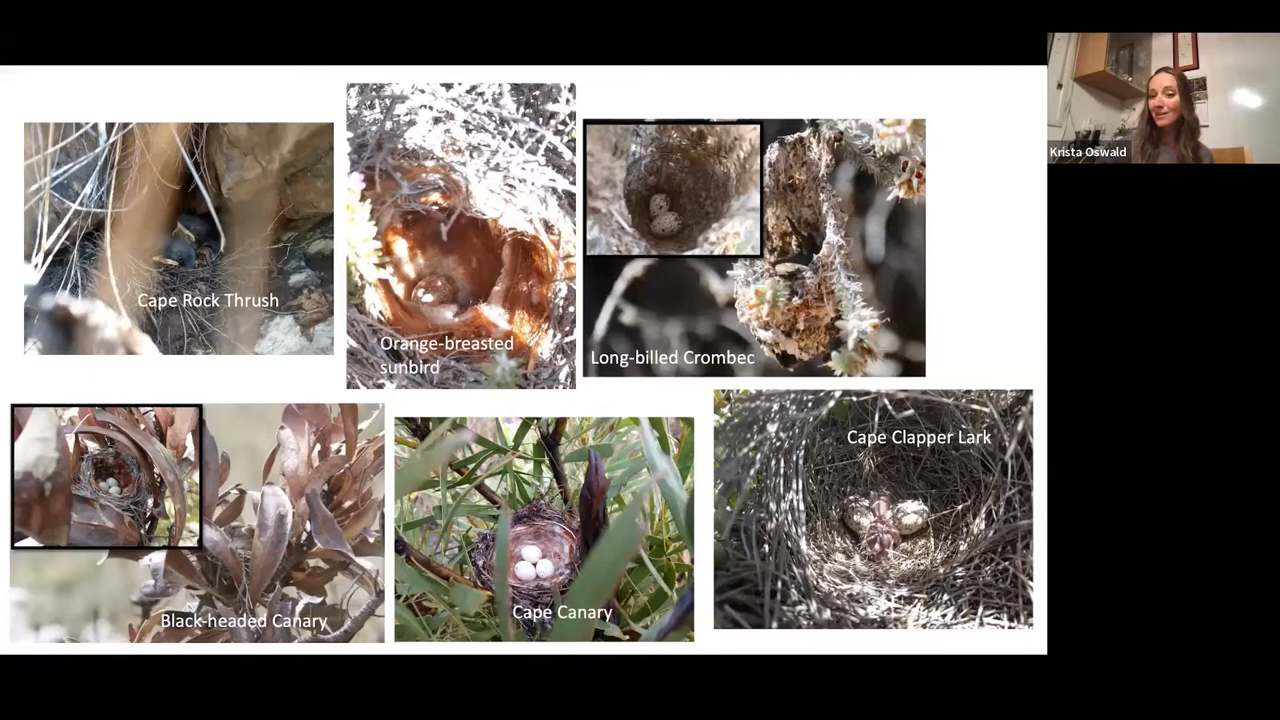 Krista Oswald
Cape Rock Thrush
Orange-breasted
sunbird
Long-billed Crombec
Black-headed Canary
Cape Canary
Cape Clapper Lark